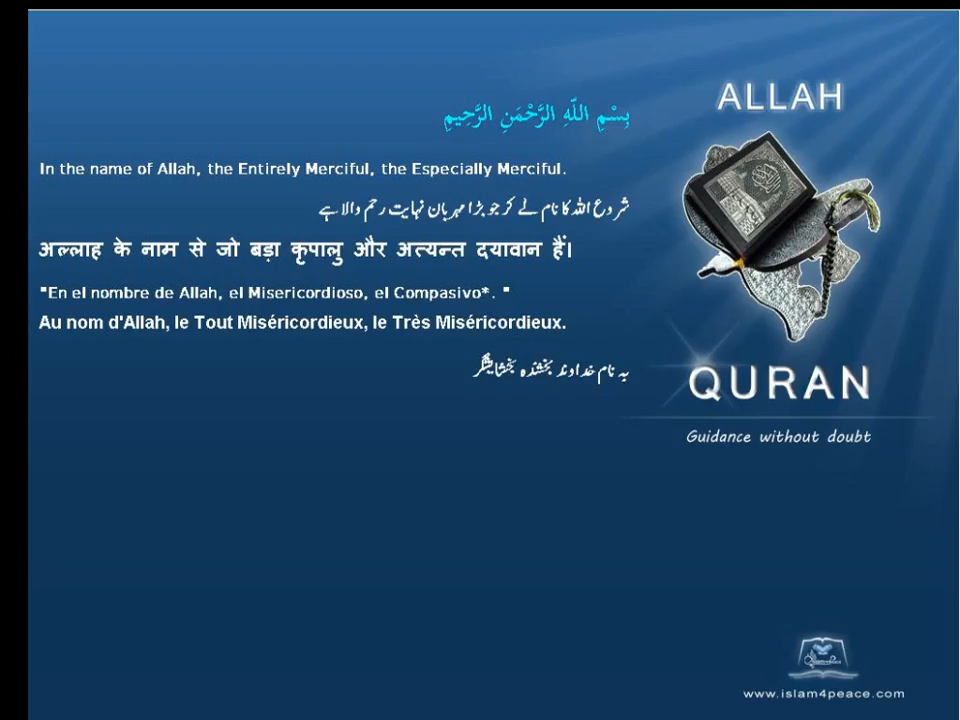 بِسْمِ اللَّهِ الرَّحْمَنِ الرَّحِيمِ
In the name of Allah, the Entirely Merciful, the Especially Merciful.
شروع الله کا نام لے کر جو بڑا مہربان نہایت رحم والا ہے
अल्लाह के नाम से जो बड़ा कृपालु और अत्यन्त दयावान हैं।
"En el nombre de Allah, el Misericordioso, el Compasivo*. "
Au nom d'Allah, le Tout Miséricordieux, le Très Miséricordieux.
به نام خداوند بخشنده بخشایشگر
ALLAH
QURAN
Guidance without doubt
www.islam4peace.com